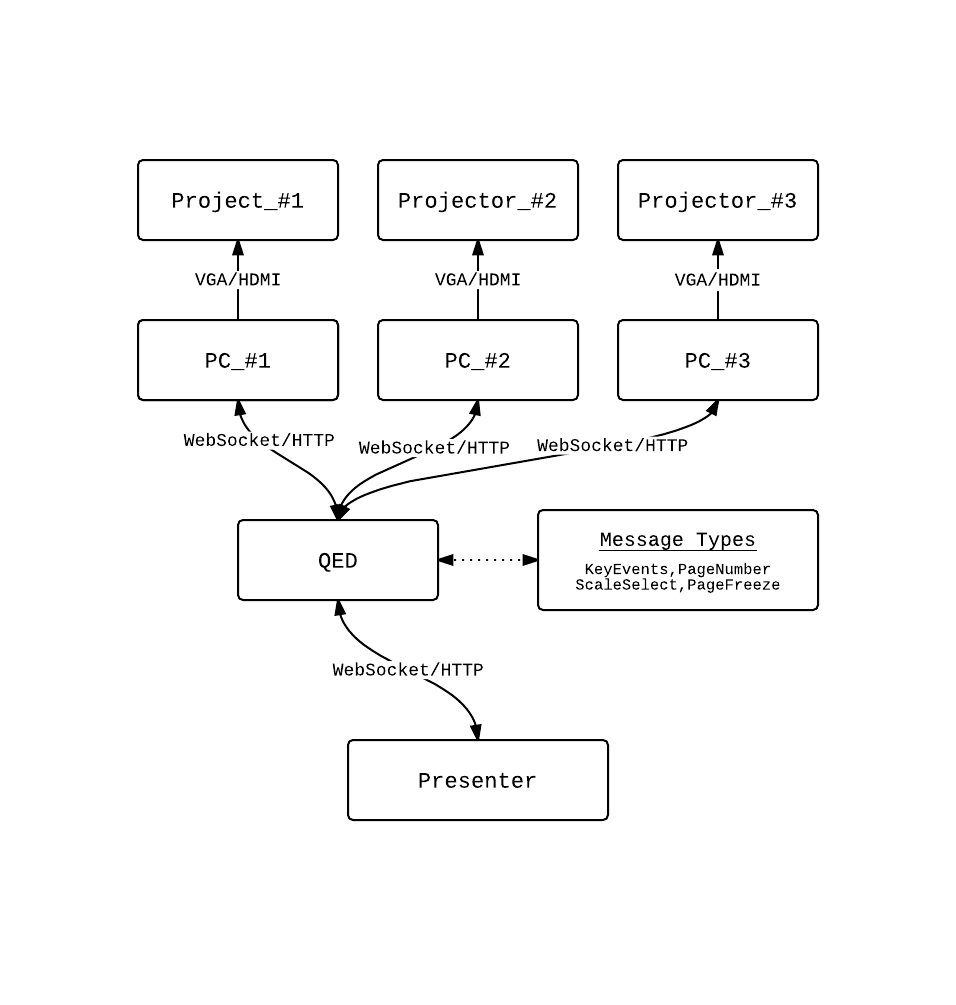 Project_#1
Projector_#2
Projector_#3
VGA/HDMI
VGA/HDMI
VGA/HDMI
PC_#1
PC_#2
PC_#3
WebSocket/HTTP
WebSocket/HTTP
WebSocket/HTTP
QED
Message Types
KeyEvents,PageNumber
ScaleSelect,PageFreeze
WebSocket/HTTP
Presenter